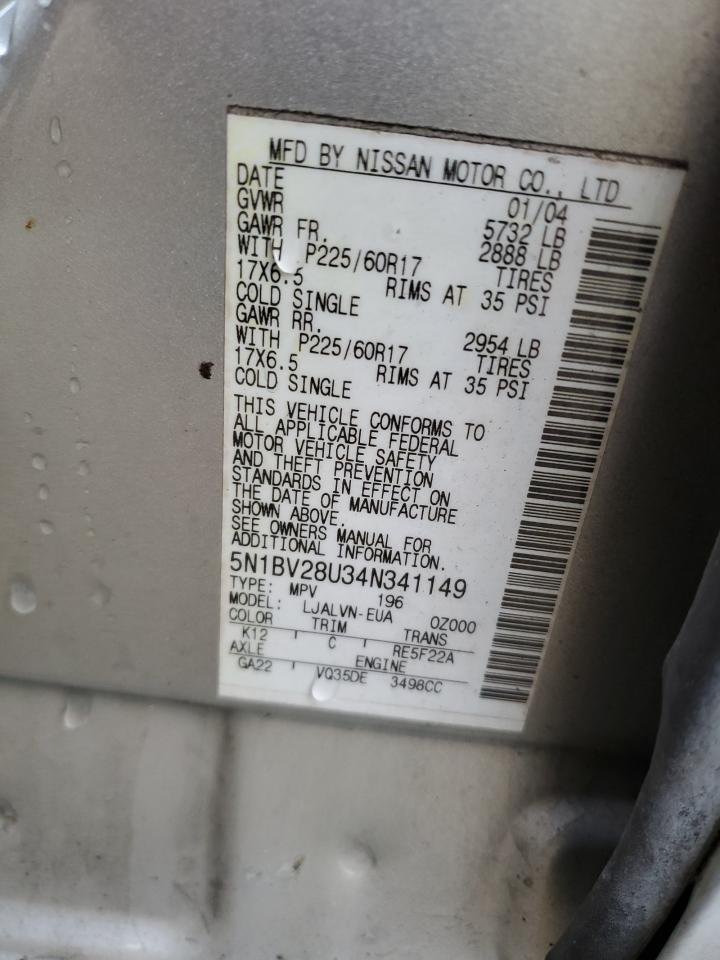 MFD BY NISSAN MOTOR CO., LTD
DATE 01/04
GVWR 5732 LB
GAWR FR. 2888 LB
WITH P225/60R17 TIRES
17X6.5 RIMS AT 35 PSI
COLD SINGLE
GAWR RR. 2954 LB
WITH P225/60R17 TIRES
17X6.5 RIMS AT 35 PSI
COLD SINGLE
THIS VEHICLE CONFORMS TO
ALL APPLICABLE FEDERAL
MOTOR VEHICLE SAFETY
AND THEFT PREVENTION
STANDARDS IN EFFECT ON
THE DATE OF MANUFACTURE
SHOWN ABOVE.
SEE OWNERS MANUAL FOR
ADDITIONAL INFORMATION.
5N1BV28U34N341149
TYPE: MPV 196
MODEL: LJALVN-EUA 0Z000
COLOR TRIM TRANS
K12 C RE5F22A
AXLE ENGINE
GA22 VQ35DE 3498CC